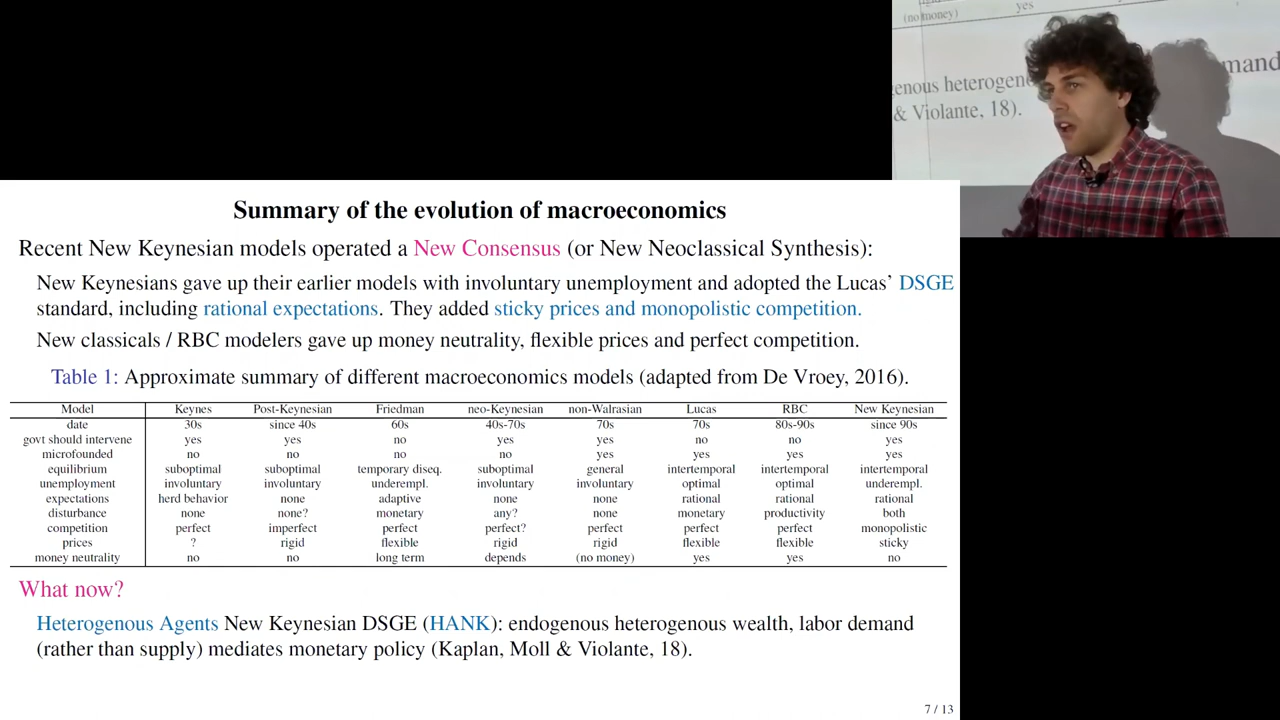 (no money) yes
enous heterogen mand
& Violante, 18).
Summary of the evolution of macroeconomics
Recent New Keynesian models operated a New Consensus (or New Neoclassical Synthesis):
New Keynesians gave up their earlier models with involuntary unemployment and adopted the Lucas’ DSGE
standard, including rational expectations. They added sticky prices and monopolistic competition.
New classicals / RBC modelers gave up money neutrality, flexible prices and perfect competition.
Table 1: Approximate summary of different macroeconomics models (adapted from De Vroey, 2016).
Model Keynes Post-Keynesian Friedman neo-Keynesian non-Walrasian Lucas RBC New Keynesian
date 30s since 40s 60s 40s-70s 70s 70s 80s-90s since 90s
govt should intervene yes yes no yes yes no no yes
microfounded no no no no yes yes yes yes
equilibrium suboptimal suboptimal temporary diseq. suboptimal general intertemporal intertemporal intertemporal
unemployment involuntary involuntary underempl. involuntary involuntary optimal optimal underempl.
expectations herd behavior none adaptive none none rational rational rational
disturbance none none? monetary any? none monetary productivity both
competition perfect imperfect perfect perfect? perfect perfect perfect monopolistic
prices ? rigid flexible rigid rigid flexible flexible sticky
money neutrality no no long term depends (no money) yes yes no
What now?
Heterogenous Agents New Keynesian DSGE (HANK): endogenous heterogenous wealth, labor demand
(rather than supply) mediates monetary policy (Kaplan, Moll & Violante, 18).
7 / 13